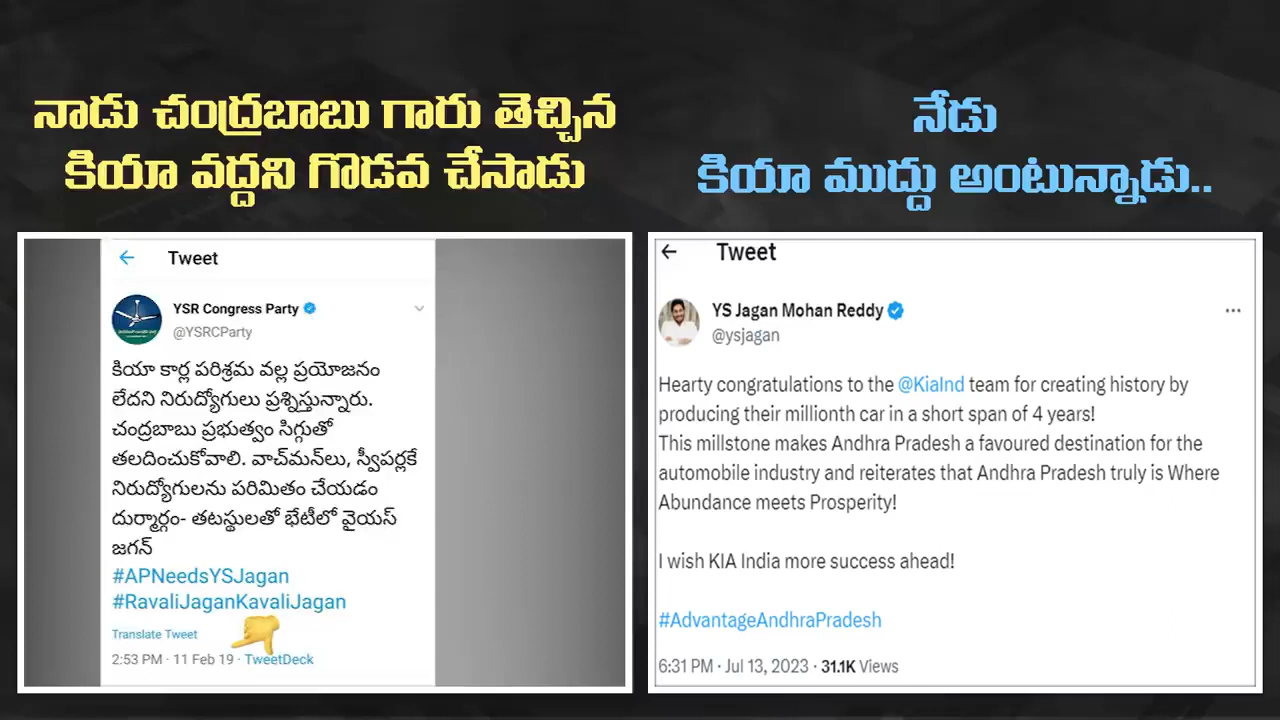 నాడు చంద్రబాబు గారు తెచ్చిన
కియా వద్దని గొడవ చేసాడు
నేడు
కియా ముద్దు అంటున్నాడు..
← Tweet
YSR Congress Party
@YSRCParty
కియా కార్ల పరిశ్రమ వల్ల ప్రయోజనం
లేదని నిరుద్యోగులు ప్రశ్నిస్తున్నారు.
చంద్రబాబు ప్రభుత్వం సిగ్గుతో
తలదించుకోవాలి. వాచ్‌మన్‌లు, స్వీపర్లకే
నిరుద్యోగులను పరిమితం చేయడం
దుర్మార్గం- తటస్థులతో భేటీలో వైయస్
జగన్
#APNeedsYSJagan
#RavaliJaganKavaliJagan
Translate Tweet
2:53 PM · 11 Feb 19 · TweetDeck
← Tweet
YS Jagan Mohan Reddy
@ysjagan
Hearty congratulations to the @KiaInd team for creating history by
producing their millionth car in a short span of 4 years!
This millstone makes Andhra Pradesh a favoured destination for the
automobile industry and reiterates that Andhra Pradesh truly is Where
Abundance meets Prosperity!
I wish KIA India more success ahead!
#AdvantageAndhraPradesh
6:31 PM · Jul 13, 2023 · 31.1K Views